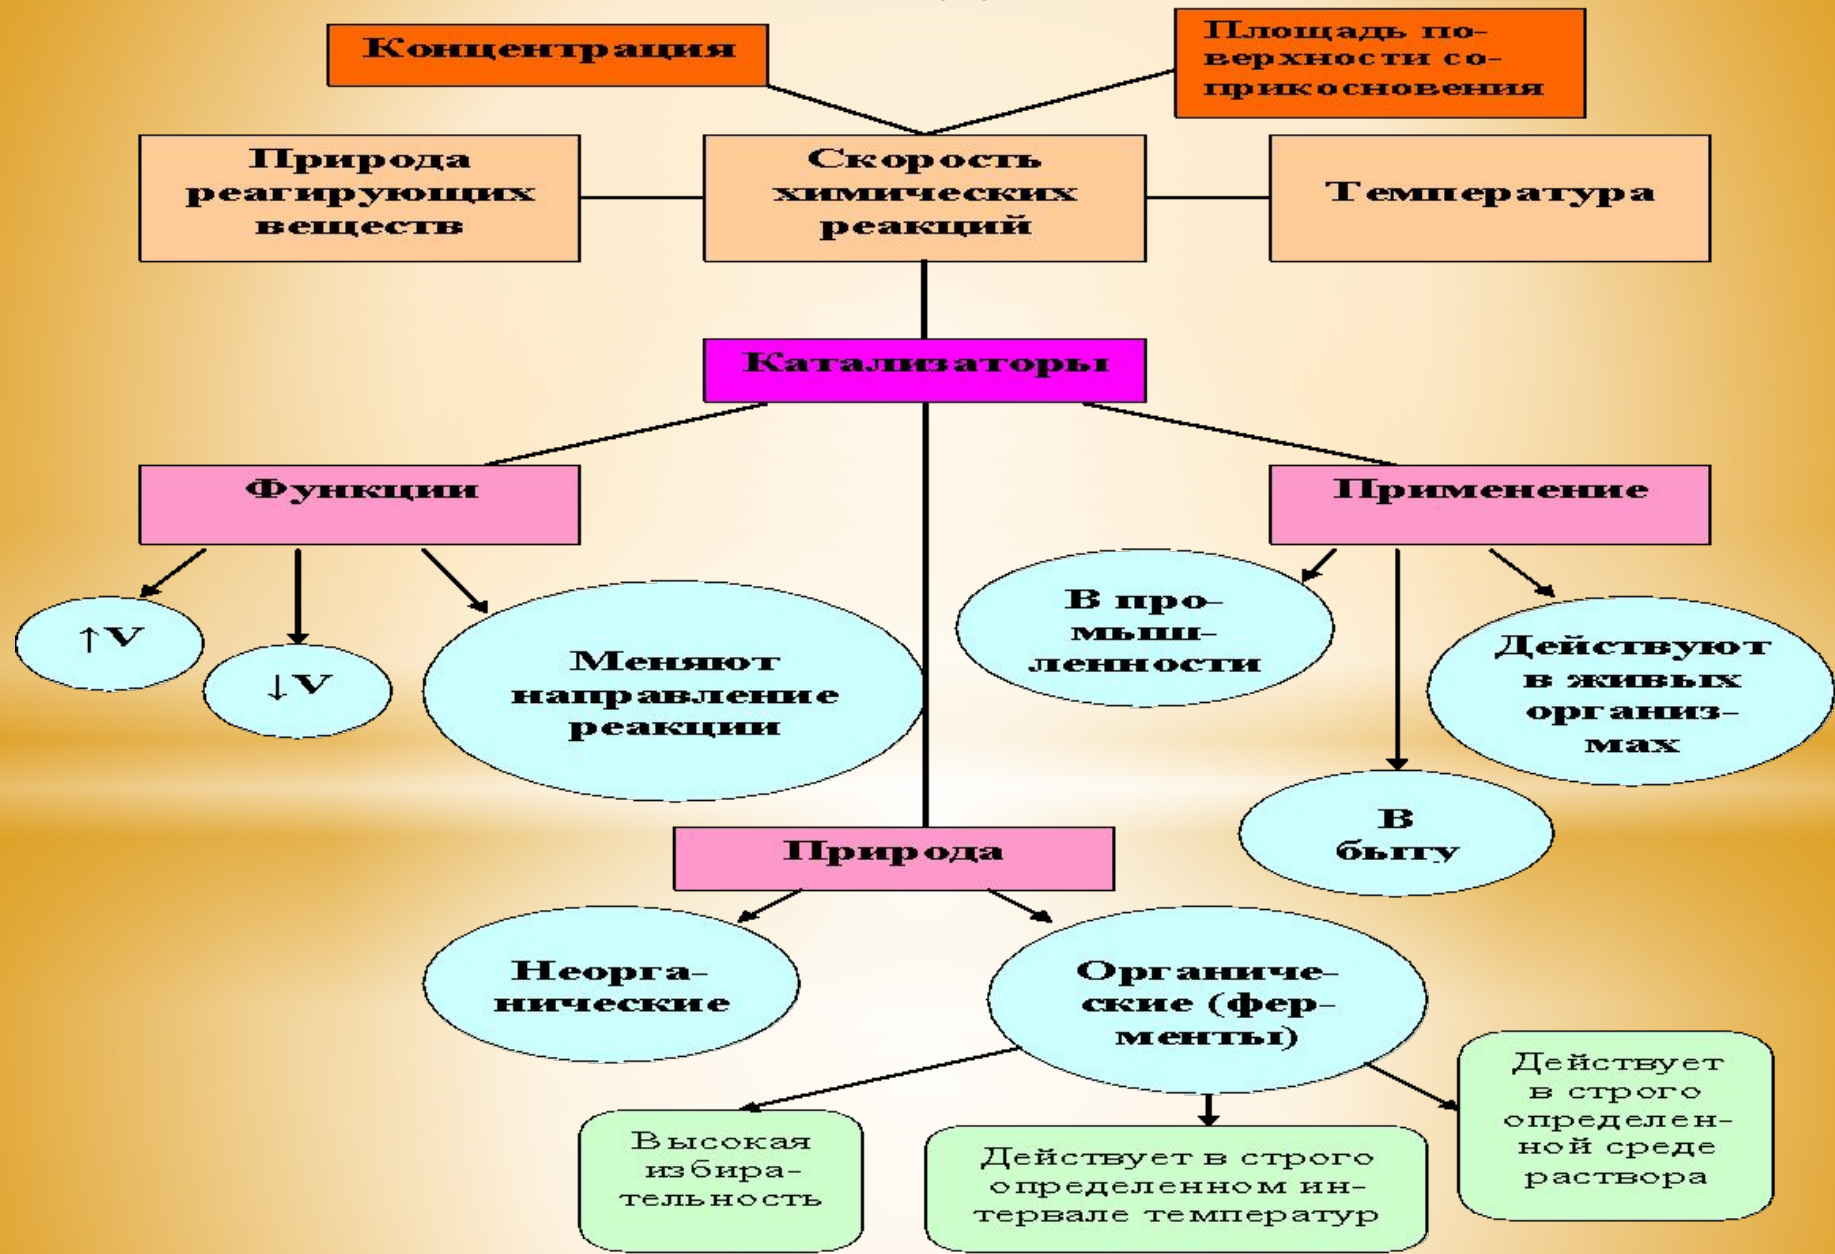 Концентрация
Площадь по-
верхности со-
прикосновения
Природа
реагирующих
веществ
Скорость
химических
реакций
Температура
Катализаторы
Функции
Применение
↑V
↓V
Меняют
направление
реакции
В про-
мыш-
ленности
Действуют
в живых
организ-
мах
В
быту
Природа
Неорга-
нические
Органиче-
ские (фер-
менты)
Высокая
избира-
тельность
Действует в строго
определенном ин-
тервале температур
Действует
в строго
определен-
ной среде
раствора